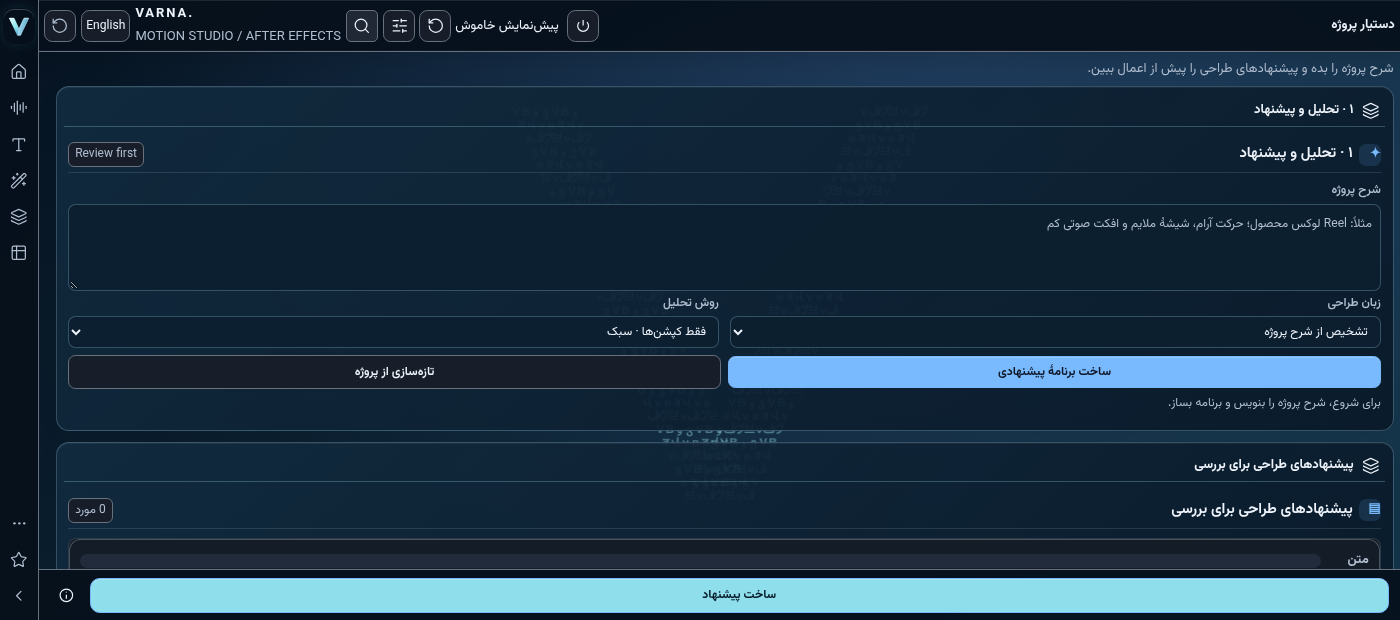 دستیار پروژه
پیش‌نمایش خاموش
VARNA.
MOTION STUDIO / AFTER EFFECTS
English
شرح پروژه را بده و پیشنهادهای طراحی را پیش از اعمال ببین.
۱ · تحلیل و پیشنهاد
۱ · تحلیل و پیشنهاد
Review first
شرح پروژه
مثلاً: Reel لوکس محصول؛ حرکت آرام، شیشهٔ ملایم و افکت صوتی کم
زبان طراحی
روش تحلیل
تشخیص از شرح پروژه
فقط کپشن‌ها · سبک
ساخت برنامهٔ پیشنهادی
تازه‌سازی از پروژه
برای شروع، شرح پروژه را بنویس و برنامه بساز.
پیشنهادهای طراحی برای بررسی
پیشنهادهای طراحی برای بررسی
0 مورد
متن
ساخت پیشنهاد